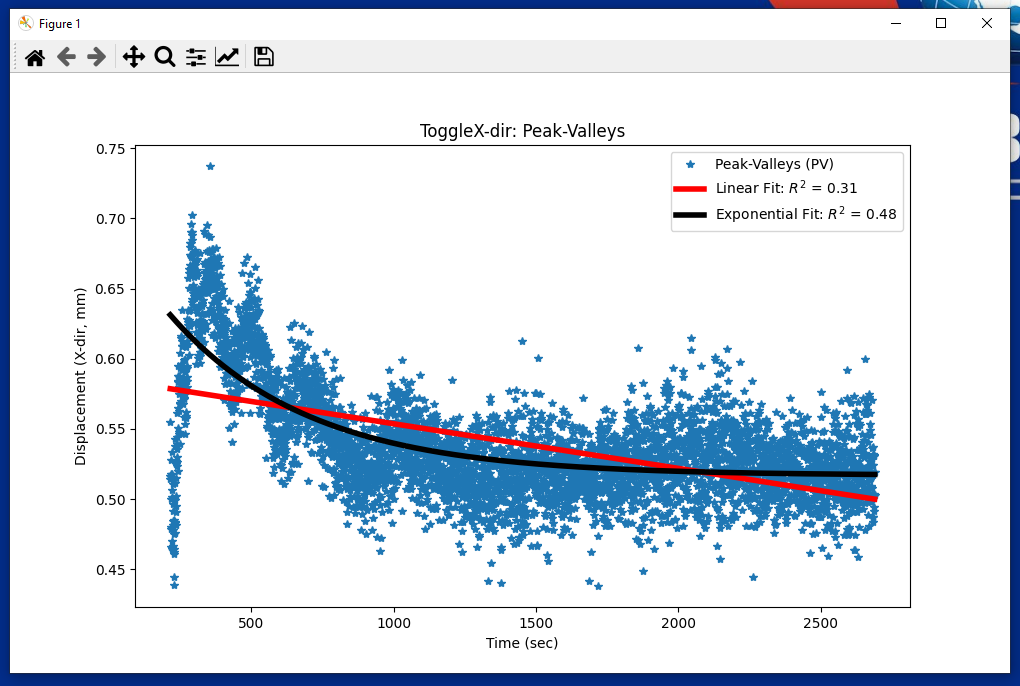 Figure 1
ToggleX-dir: Peak-Valleys
Peak-Valleys (PV)
Linear Fit: R² = 0.31
Exponential Fit: R² = 0.48
Displacement (X-dir, mm)
0.75
0.70
0.65
0.60
0.55
0.50
0.45
500 1000 1500 2000 2500
Time (sec)